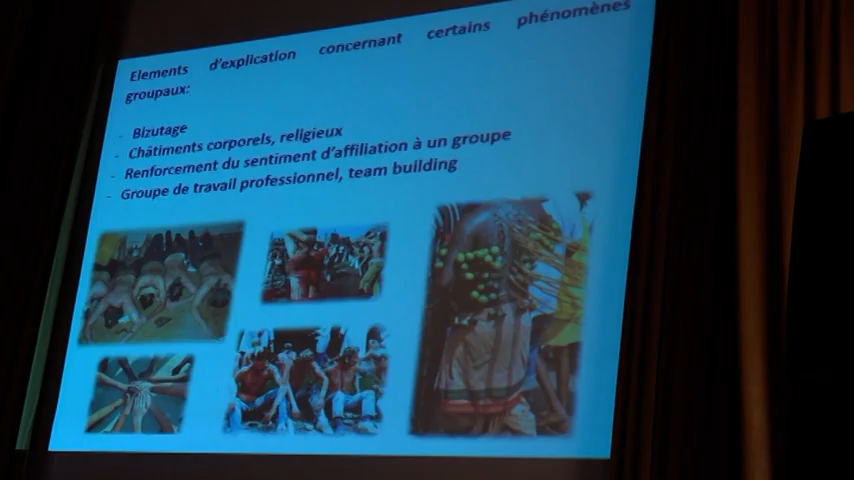 Elements d'explication concernant certains phénomènes
groupaux:
- Bizutage
- Châtiments corporels, religieux
- Renforcement du sentiment d'affiliation à un groupe
- Groupe de travail professionnel, team building